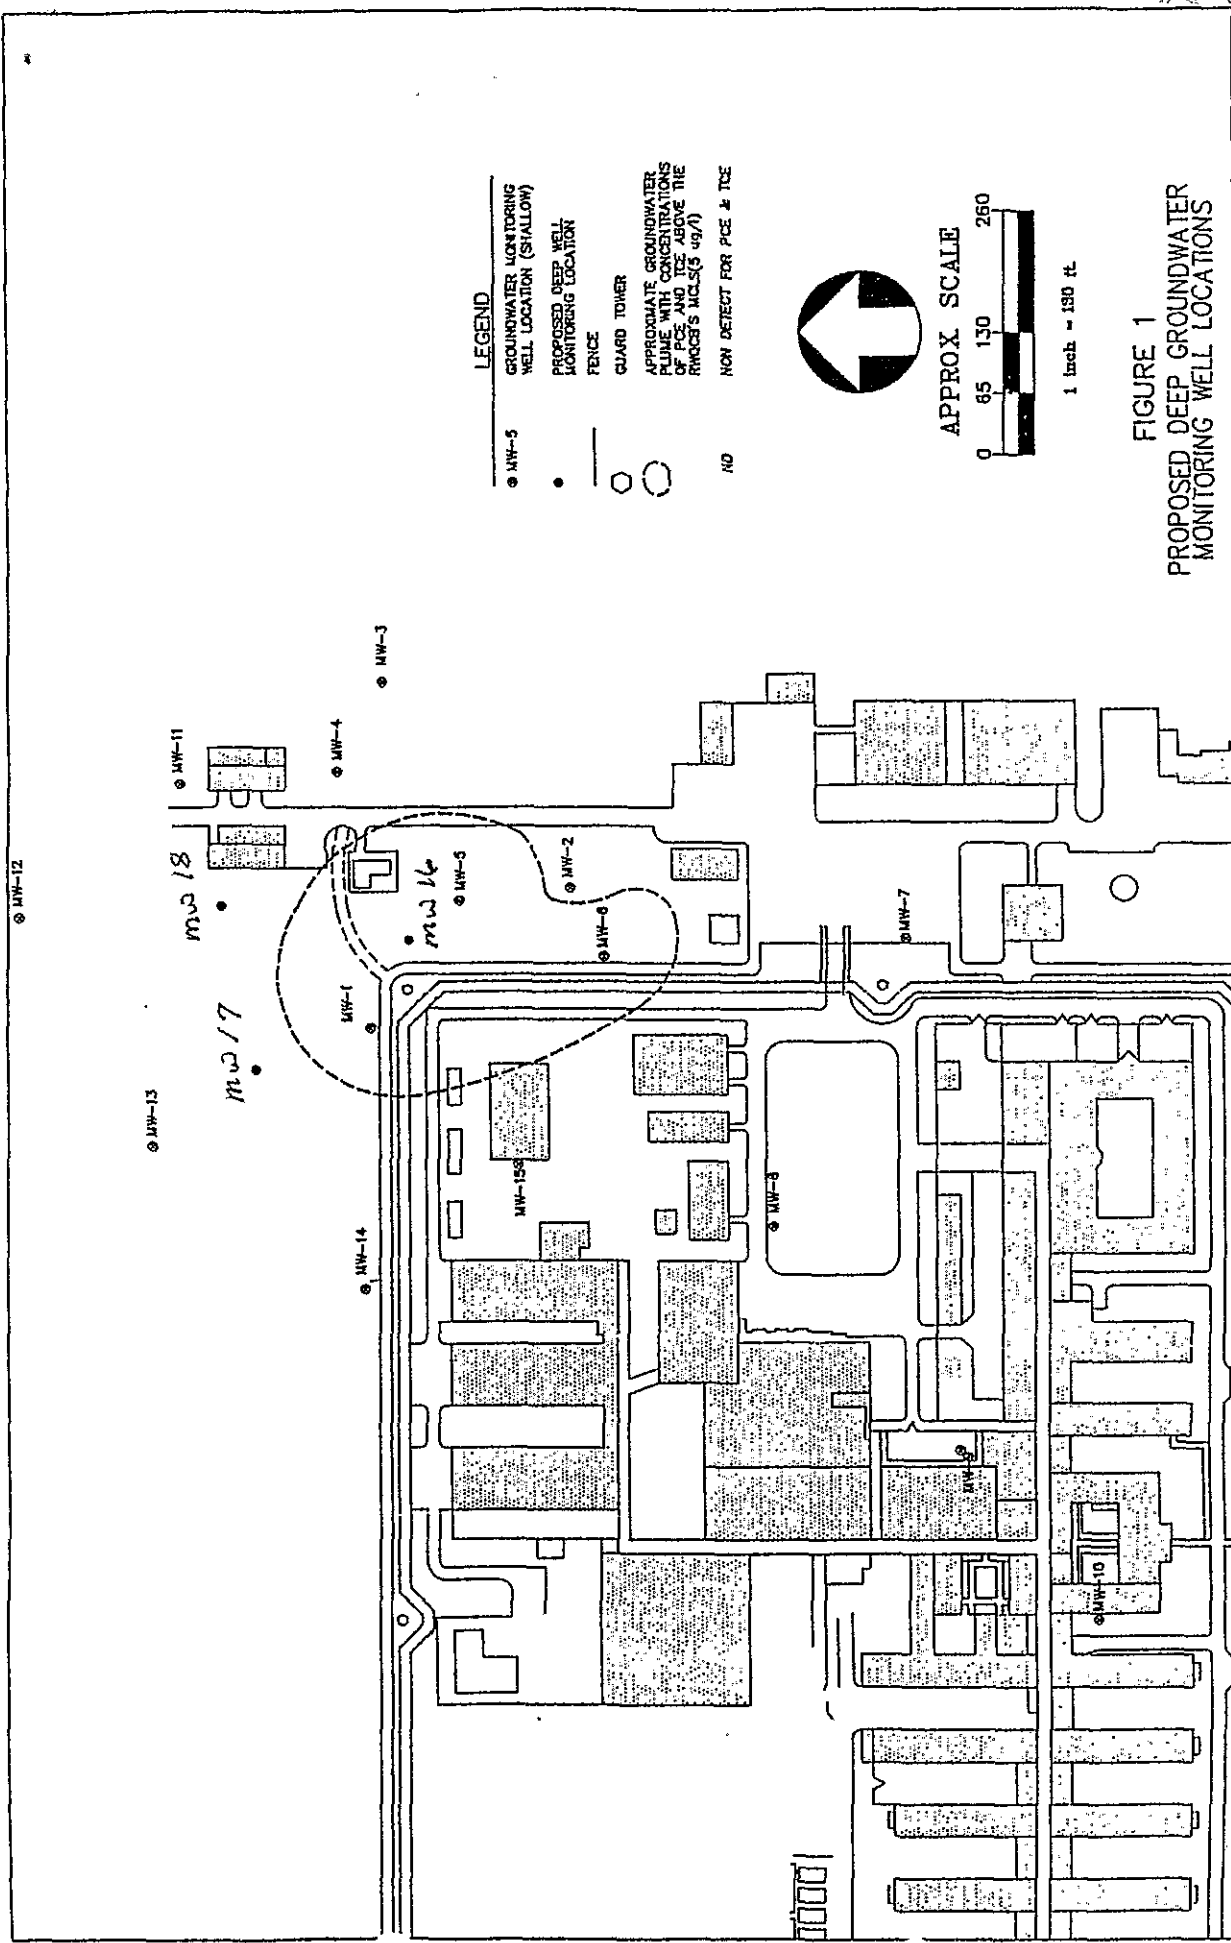 LEGEND
MW-5
GROUNDWATER MONITORING
WELL LOCATION (SHALLOW)
PROPOSED DEEP WELL
MONITORING LOCATION
FENCE
GUARD TOWER
APPROXIMATE GROUNDWATER
PLUME WITH CONCENTRATIONS
OF PCE AND TCE ABOVE THE
RWQCB'S MCLS(5 ug/l)
ND
NON DETECT FOR PCE & TCE
APPROX SCALE
0 65 130 260
1 inch = 130 ft.
FIGURE 1
PROPOSED DEEP GROUNDWATER
MONITORING WELL LOCATIONS
MW-12
MW-11
MW-3
MW-4
MW 18
MW 17
MW 16
MW-13
MW-1
MW-5
MW-2
MW-6
MW-7
MW-14
MW-15
MW-8
MW-
MW-10